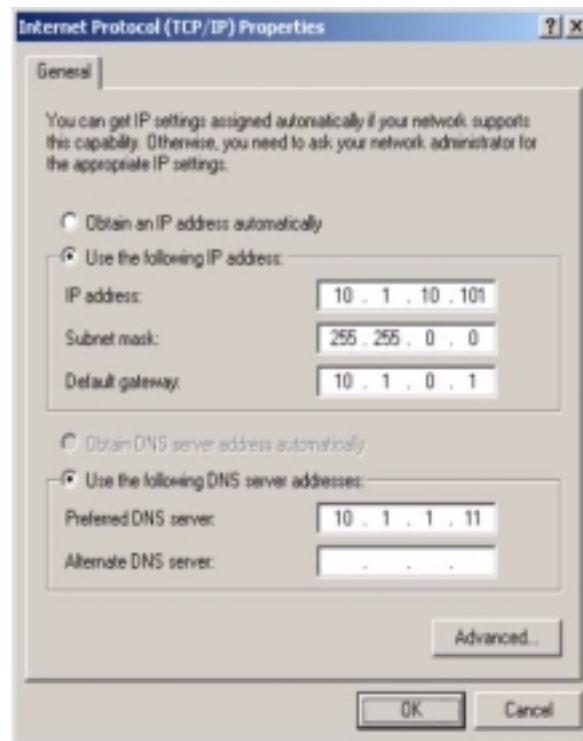 Internet Protocol (TCP/IP) Properties
General
You can get IP settings assigned automatically if your network supports
this capability. Otherwise, you need to ask your network administrator for
the appropriate IP settings.
Obtain an IP address automatically
Use the following IP address:
IP address: 10 . 1 . 10 . 101
Subnet mask: 255 . 255 . 0 . 0
Default gateway: 10 . 1 . 0 . 1
Obtain DNS server address automatically
Use the following DNS server addresses:
Preferred DNS server: 10 . 1 . 1 . 11
Alternate DNS server: . . .
Advanced...
OK Cancel